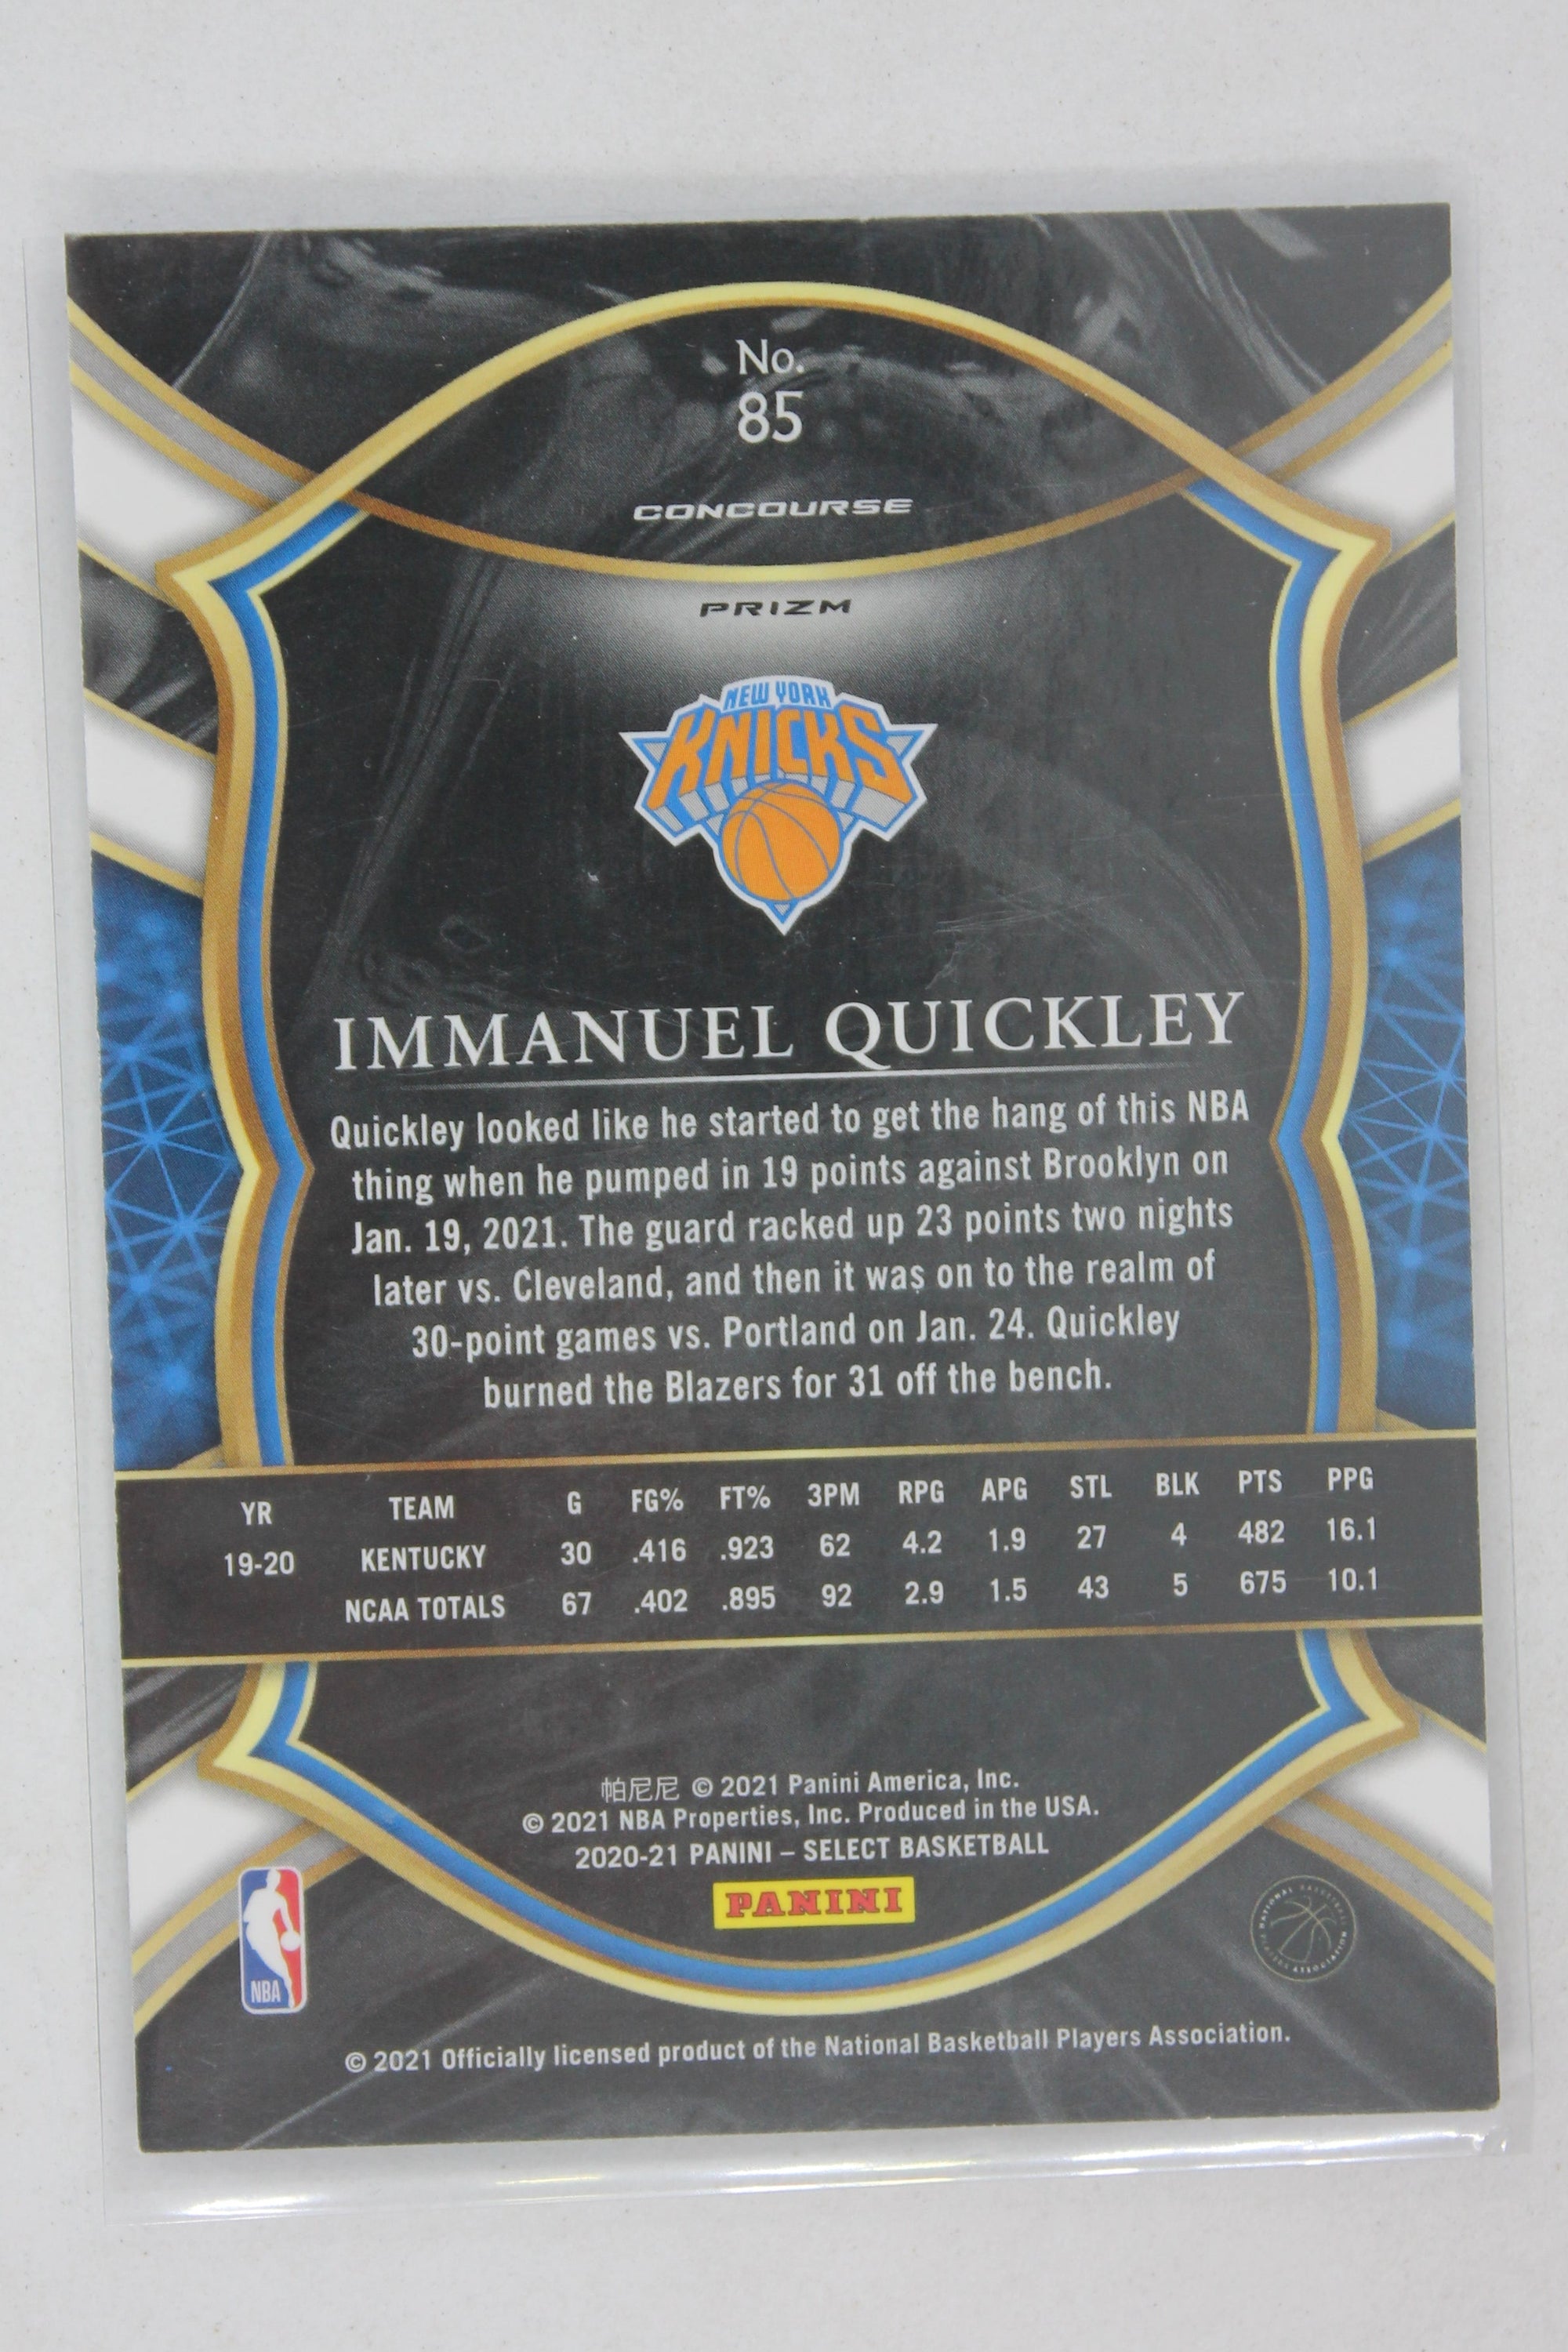 No.
85
CONCOURSE
PRIZM
NEW YORK
KNICKS
IMMANUEL QUICKLEY
Quickley looked like he started to get the hang of this NBA
thing when he pumped in 19 points against Brooklyn on
Jan. 19, 2021. The guard racked up 23 points two nights
later vs. Cleveland, and then it was on to the realm of
30-point games vs. Portland on Jan. 24. Quickley
burned the Blazers for 31 off the bench.
YR TEAM G FG% FT% 3PM RPG APG STL BLK PTS PPG
19-20 KENTUCKY 30 .416 .923 62 4.2 1.9 27 4 482 16.1
NCAA TOTALS 67 .402 .895 92 2.9 1.5 43 5 675 10.1
帕尼尼 © 2021 Panini America, Inc.
© 2021 NBA Properties, Inc. Produced in the USA.
2020-21 PANINI – SELECT BASKETBALL
PANINI
NBA
NATIONAL BASKETBALL PLAYERS ASSOCIATION
© 2021 Officially licensed product of the National Basketball Players Association.